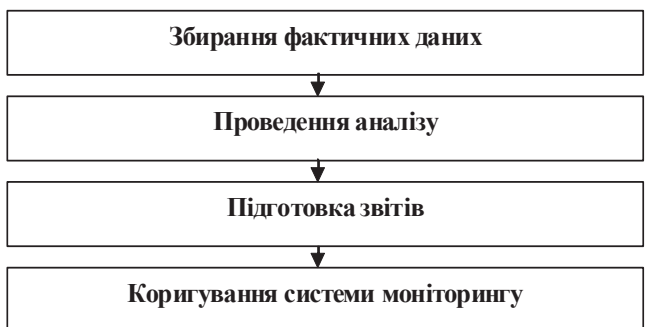 Збирання фактичних даних
Проведення аналізу
Підготовка звітів
Коригування системи моніторингу